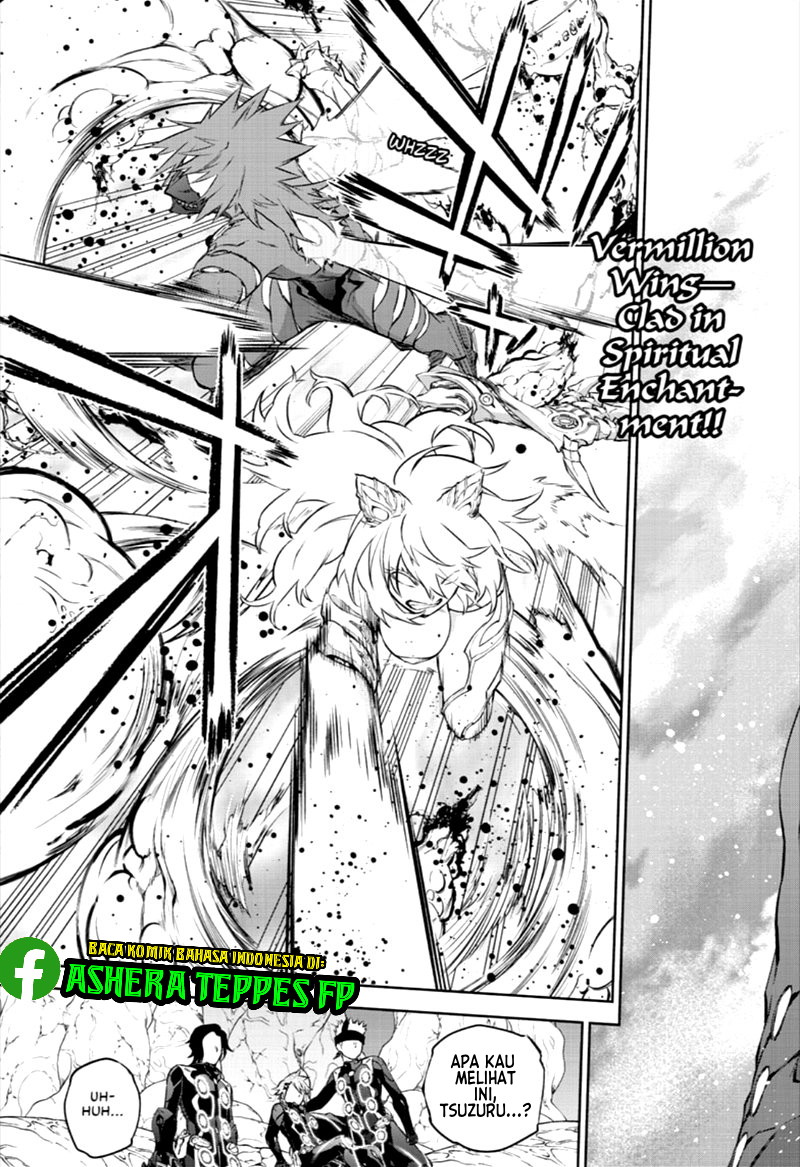 WHZZZ
Vermillion
Wing—
Clad in
Spiritual
Enchant-
ment!!
BACA KOMIK BAHASA INDONESIA DI:
ASHERA TEPPES FP
APA KAU
MELIHAT
INI,
TSUZURU...?
UH-
HUH...